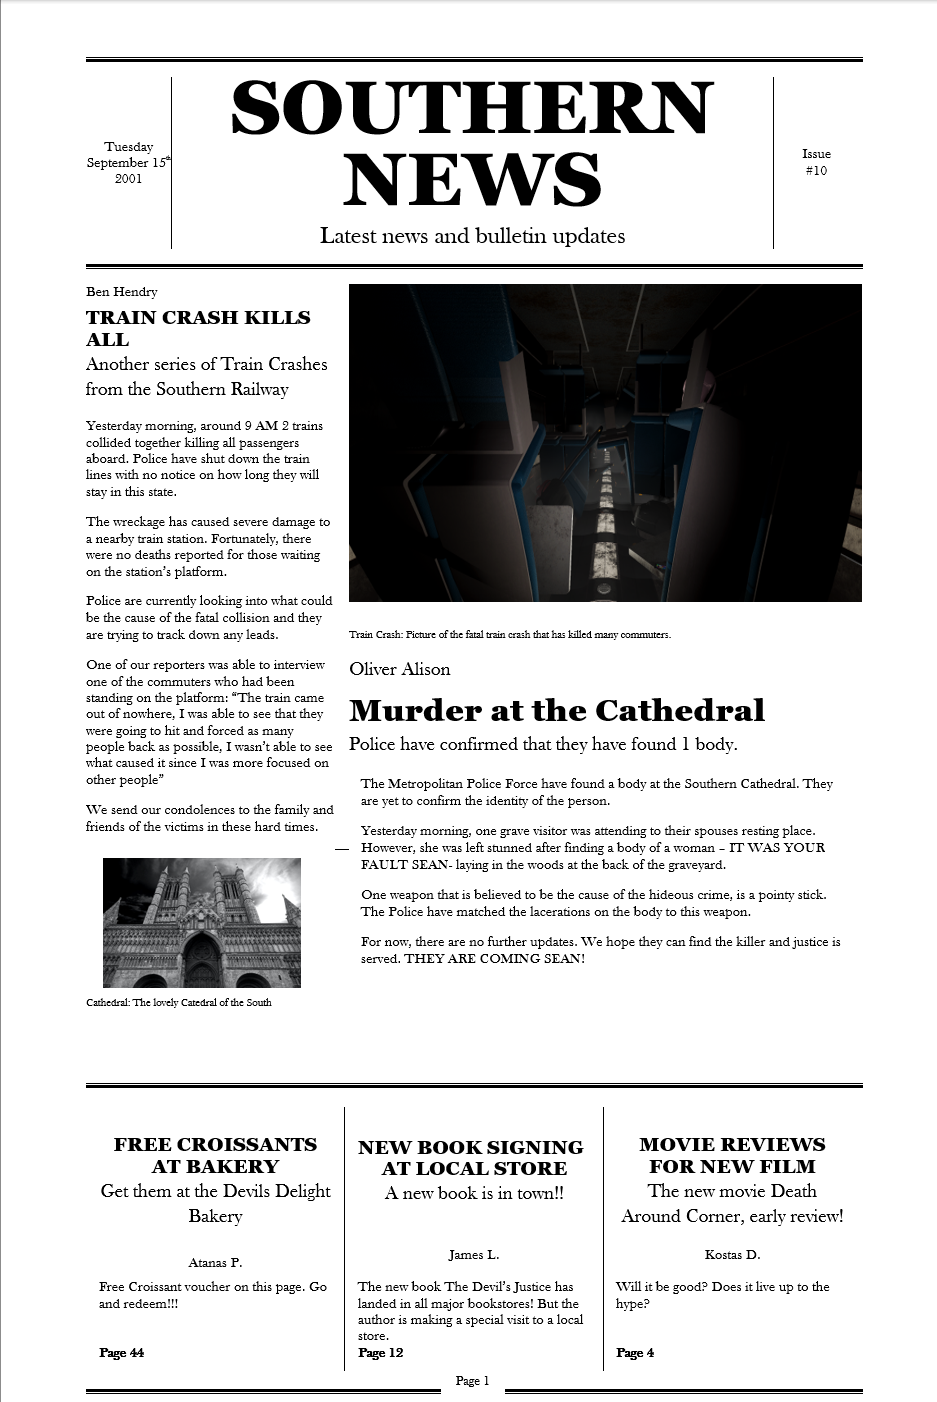 Tuesday
September 15th
2001
SOUTHERN
NEWS
Latest news and bulletin updates
Issue
#10
Ben Hendry
TRAIN CRASH KILLS
ALL
Another series of Train Crashes
from the Southern Railway
Yesterday morning, around 9 AM 2 trains
collided together killing all passengers
aboard. Police have shut down the train
lines with no notice on how long they will
stay in this state.
The wreckage has caused severe damage to
a nearby train station. Fortunately, there
were no deaths reported for those waiting
on the station’s platform.
Police are currently looking into what could
be the cause of the fatal collision and they
are trying to track down any leads.
One of our reporters was able to interview
one of the commuters who had been
standing on the platform: “The train came
out of nowhere, I was able to see that they
were going to hit and forced as many
people back as possible, I wasn’t able to see
what caused it since I was more focused on
other people”
We send our condolences to the family and
friends of the victims in these hard times.
Cathedral: The lovely Catedral of the South
Train Crash: Picture of the fatal train crash that has killed many commuters.
Oliver Alison
Murder at the Cathedral
Police have confirmed that they have found 1 body.
The Metropolitan Police Force have found a body at the Southern Cathedral. They
are yet to confirm the identity of the person.
Yesterday morning, one grave visitor was attending to their spouses resting place.
However, she was left stunned after finding a body of a woman – IT WAS YOUR
FAULT SEAN- laying in the woods at the back of the graveyard.
One weapon that is believed to be the cause of the hideous crime, is a pointy stick.
The Police have matched the lacerations on the body to this weapon.
For now, there are no further updates. We hope they can find the killer and justice is
served. THEY ARE COMING SEAN!
FREE CROISSANTS
AT BAKERY
Get them at the Devils Delight
Bakery
Atanas P.
Free Croissant voucher on this page. Go
and redeem!!!
Page 44
NEW BOOK SIGNING
AT LOCAL STORE
A new book is in town!!
James L.
The new book The Devil’s Justice has
landed in all major bookstores! But the
author is making a special visit to a local
store.
Page 12
MOVIE REVIEWS
FOR NEW FILM
The new movie Death
Around Corner, early review!
Kostas D.
Will it be good? Does it live up to the
hype?
Page 4
Page 1